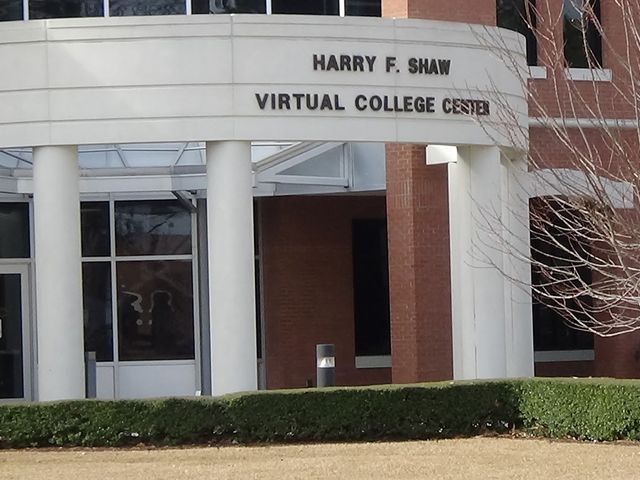 HARRY F. SHAW
VIRTUAL COLLEGE CENTER